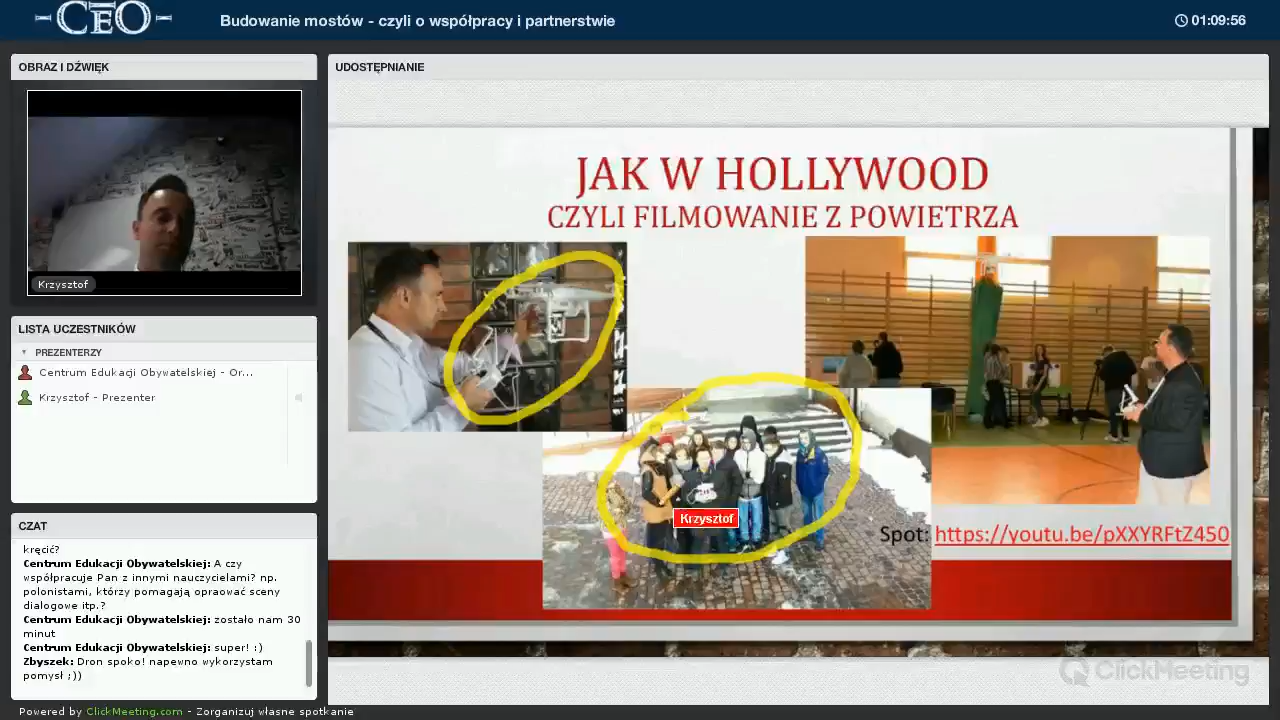 CEO
Budowanie mostów - czyli o współpracy i partnerstwie
01:09:56
OBRAZ I DŹWIĘK
Krzysztof
LISTA UCZESTNIKÓW
PREZENTERZY
Centrum Edukacji Obywatelskiej - Or...
Krzysztof - Prezenter
CZAT
kręcić?
Centrum Edukacji Obywatelskiej: A czy
współpracuje Pan z innymi nauczycielami? np.
polonistami, którzy pomagają opraować sceny
dialogowe itp.?
Centrum Edukacji Obywatelskiej: zostało nam 30
minut
Centrum Edukacji Obywatelskiej: super! :)
Zbyszek: Dron spoko! napewno wykorzystam
pomysł ;))
UDOSTĘPNIANIE
JAK W HOLLYWOOD
CZYLI FILMOWANIE Z POWIETRZA
Krzysztof
Spot: https://youtu.be/pXXYRFtZ450
ClickMeeting
Powered by ClickMeeting.com - Zorganizuj własne spotkanie